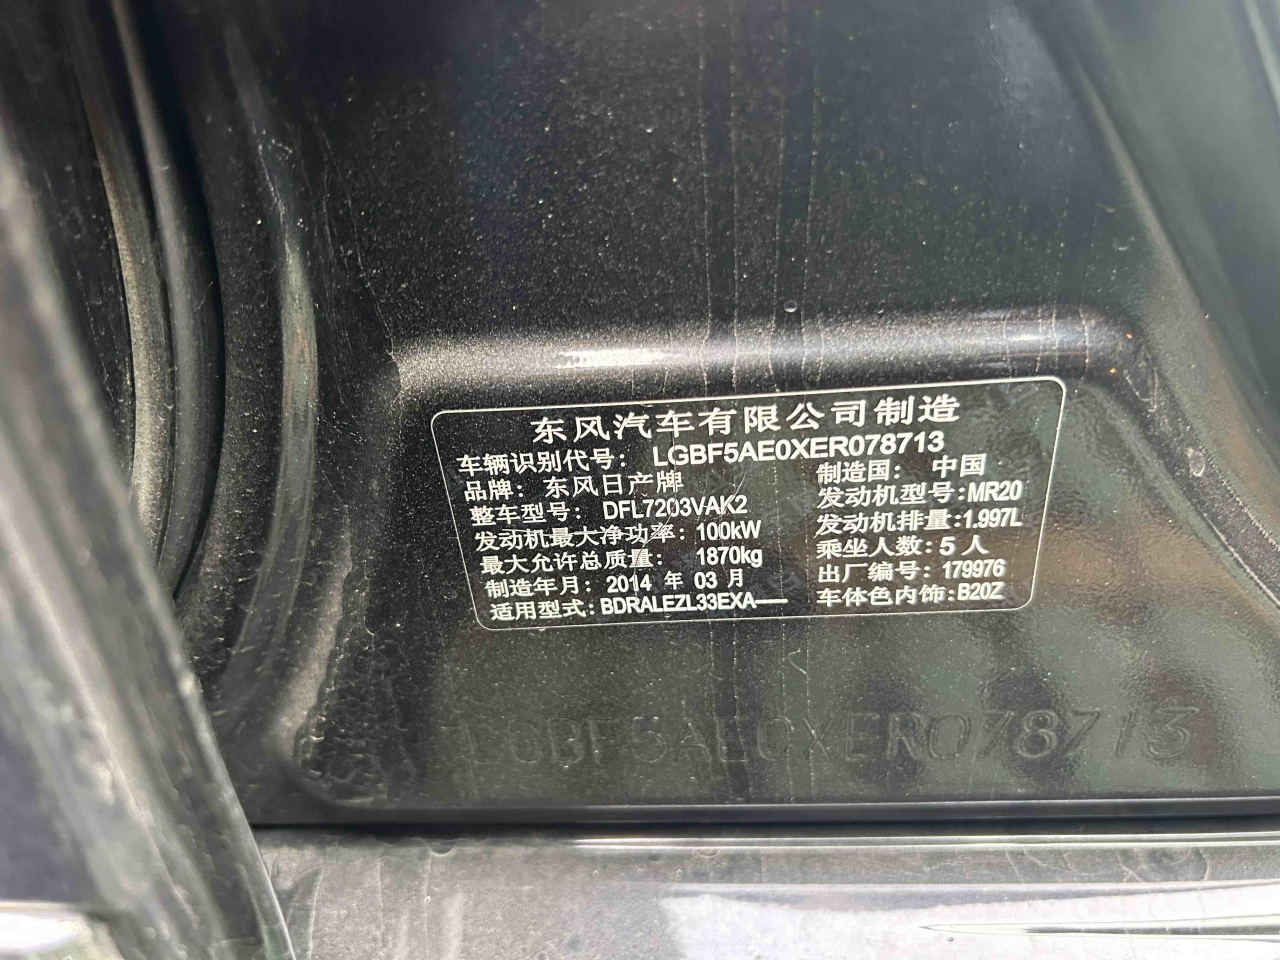 东风汽车有限公司制造
车辆识别代号： LGBF5AE0XER078713
品牌：东风日产牌 制造国： 中国
整车型号： DFL7203VAK2 发动机型号:MR20
发动机最大净功率：100kW 发动机排量:1.997L
最大允许总质量： 1870kg 乘坐人数：5 人
制造年月：2014 年 03 月 出厂编号：179976
适用型式：BDRALEZL33EXA— 车体色内饰:B20Z
LGBF5AE0XER078713